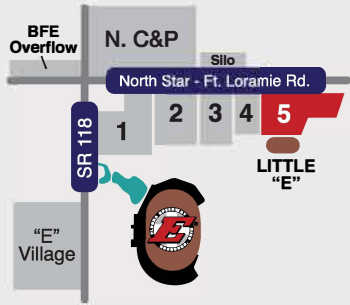 BFE
Overflow
N. C&P
Silo
North Star - Ft. Loramie Rd.
SR 118
1
2
3
4
5
LITTLE
"E"
"E"
Village
E